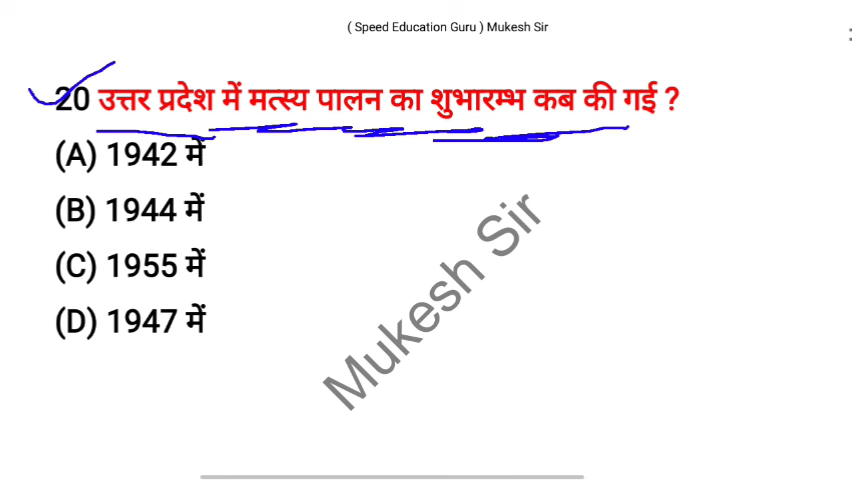 ( Speed Education Guru ) Mukesh Sir
20 उत्तर प्रदेश में मत्स्य पालन का शुभारम्भ कब की गई ?
(A) 1942 में
(B) 1944 में
(C) 1955 में
(D) 1947 में
Mukesh Sir